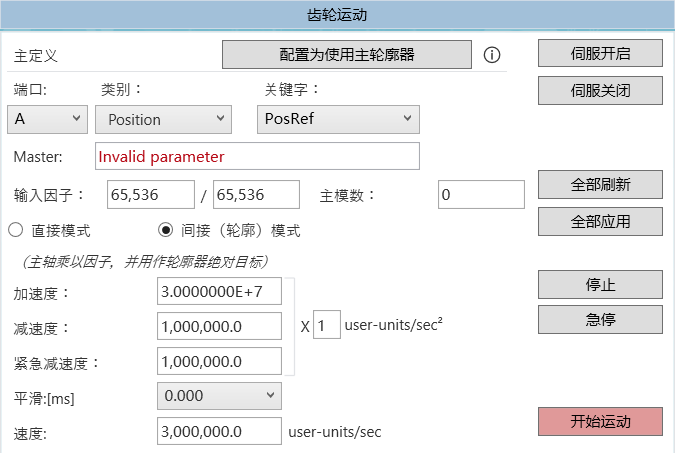 齿轮运动
主定义 配置为使用主轮廓器 i 伺服开启
端口: 类别： 关键字： 伺服关闭
A Position PosRef
Master: Invalid parameter
输入因子： 65,536 / 65,536 主模数： 0 全部刷新
直接模式 间接（轮廓）模式 全部应用
（主轴乘以因子，并用作轮廓器绝对目标）
加速度： 3.0000000E+7 停止
减速度： 1,000,000.0 X 1 user-units/sec² 急停
紧急减速度： 1,000,000.0
平滑:[ms] 0.000
速度: 3,000,000.0 user-units/sec 开始运动